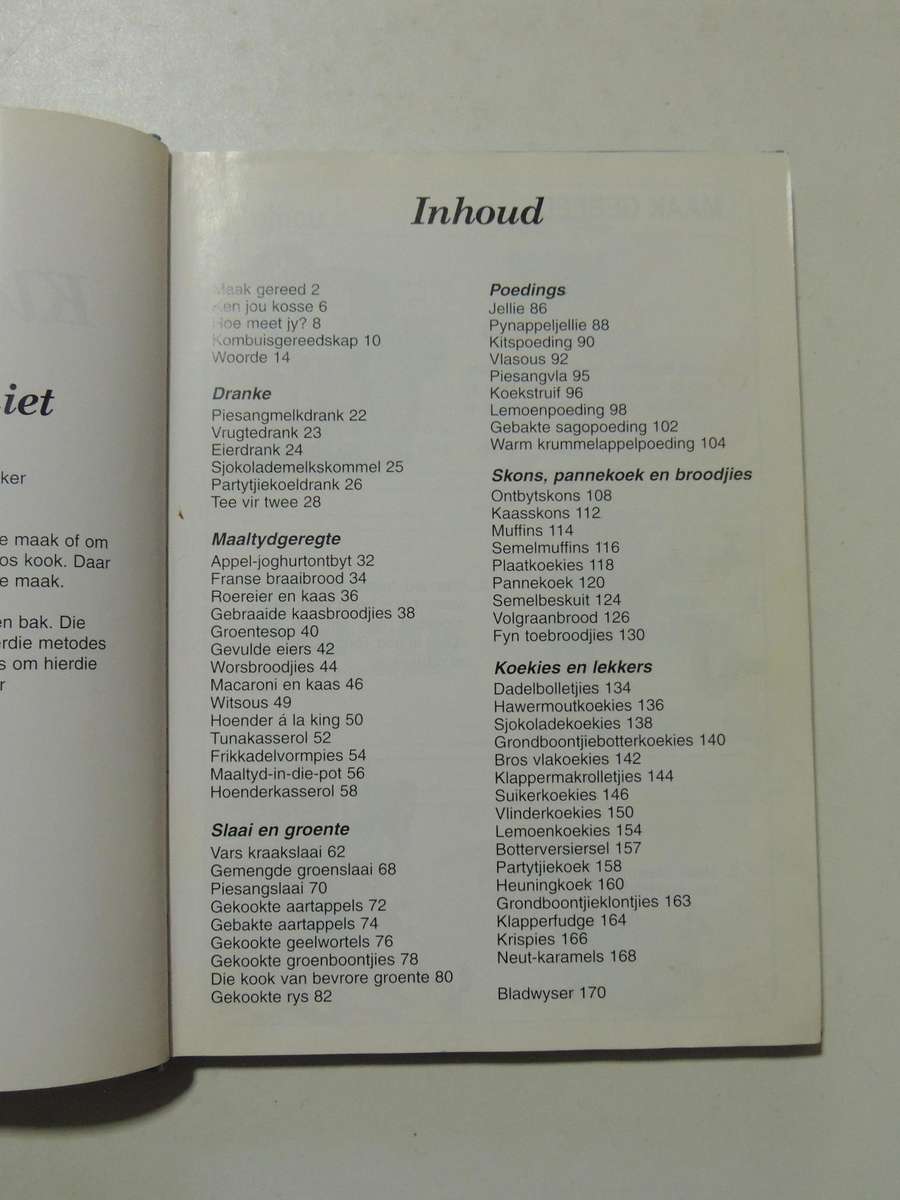 iet
ker
e maak of om
os kook. Daar
e maak.
en bak. Die
erdie metodes
s om hierdie
r
Inhoud
Maak gereed 2
Ken jou kosse 6
Hoe meet jy? 8
Kombuisgereedskap 10
Woorde 14
Dranke
Piesangmelkdrank 22
Vrugtedrank 23
Eierdrank 24
Sjokolademelkskommel 25
Partytjiekoeldrank 26
Tee vir twee 28
Maaltydgeregte
Appel-joghurtontbyt 32
Franse braaibrood 34
Roereier en kaas 36
Gebraaide kaasbroodjies 38
Groentesop 40
Gevulde eiers 42
Worsbroodjies 44
Macaroni en kaas 46
Witsous 49
Hoender á la king 50
Tunakasserol 52
Frikkadelvormpies 54
Maaltyd-in-die-pot 56
Hoenderkasserol 58
Slaai en groente
Vars kraakslaai 62
Gemengde groenslaai 68
Piesangslaai 70
Gekookte aartappels 72
Gebakte aartappels 74
Gekookte geelwortels 76
Gekookte groenboontjies 78
Die kook van bevrore groente 80
Gekookte rys 82
Poedings
Jellie 86
Pynappeljellie 88
Kitspoeding 90
Vlasous 92
Piesangvla 95
Koekstruif 96
Lemoenpoeding 98
Gebakte sagopoeding 102
Warm krummelappelpoeding 104
Skons, pannekoek en broodjies
Ontbytskons 108
Kaasskons 112
Muffins 114
Semelmuffins 116
Plaatkoekies 118
Pannekoek 120
Semelbeskuit 124
Volgraanbrood 126
Fyn toebroodjies 130
Koekies en lekkers
Dadelbolletjies 134
Hawermoutkoekies 136
Sjokoladekoekies 138
Grondboontjiebotterkoekies 140
Bros vlakoekies 142
Klappermakrolletjies 144
Suikerkoekies 146
Vlinderkoekies 150
Lemoenkoekies 154
Botterversiersel 157
Partytjiekoek 158
Heuningkoek 160
Grondboontjieklontjies 163
Klapperfudge 164
Krispies 166
Neut-karamels 168
Bladwyser 170